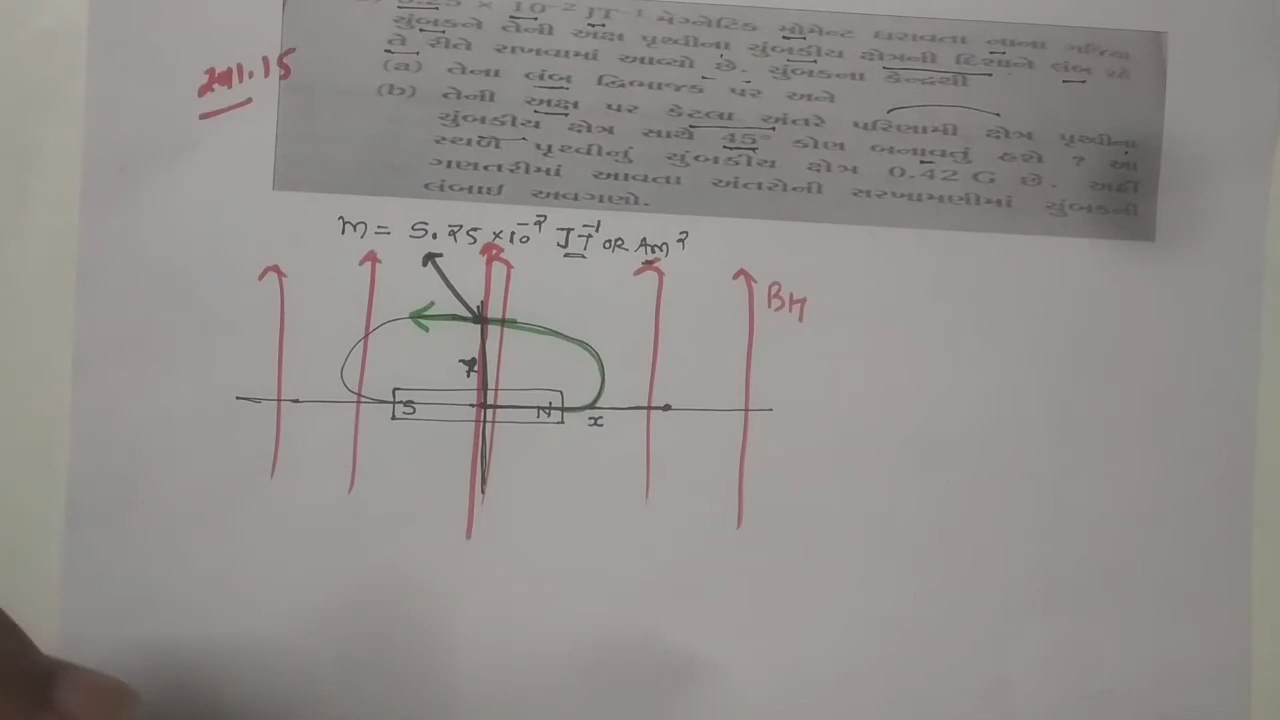 5.25 × 10⁻² JT⁻¹ મેગ્નેટિક મોમેન્ટ ધરાવતા નાના ગજિયા
ચુંબકને તેની અક્ષ પૃથ્વીના ચુંબકીય ક્ષેત્રની દિશાને લંબ રહે
તે રીતે રાખવામાં આવ્યો છે. ચુંબકના કેન્દ્રથી
(a) તેના લંબ દ્વિભાજક પર અને
(b) તેની અક્ષ પર કેટલા અંતરે પરિણામી ક્ષેત્ર પૃથ્વીના
ચુંબકીય ક્ષેત્ર સાથે 45° કોણ બનાવતું હશે ? આ
સ્થળે પૃથ્વીનું ચુંબકીય ક્ષેત્ર 0.42 G છે. અહીં
ગણતરીમાં આવતા અંતરોની સરખામણીમાં ચુંબકની
લંબાઈ અવગણો.
.15
m = 5.25 × 10⁻² JT⁻¹ OR Am²
BH
S
N
x